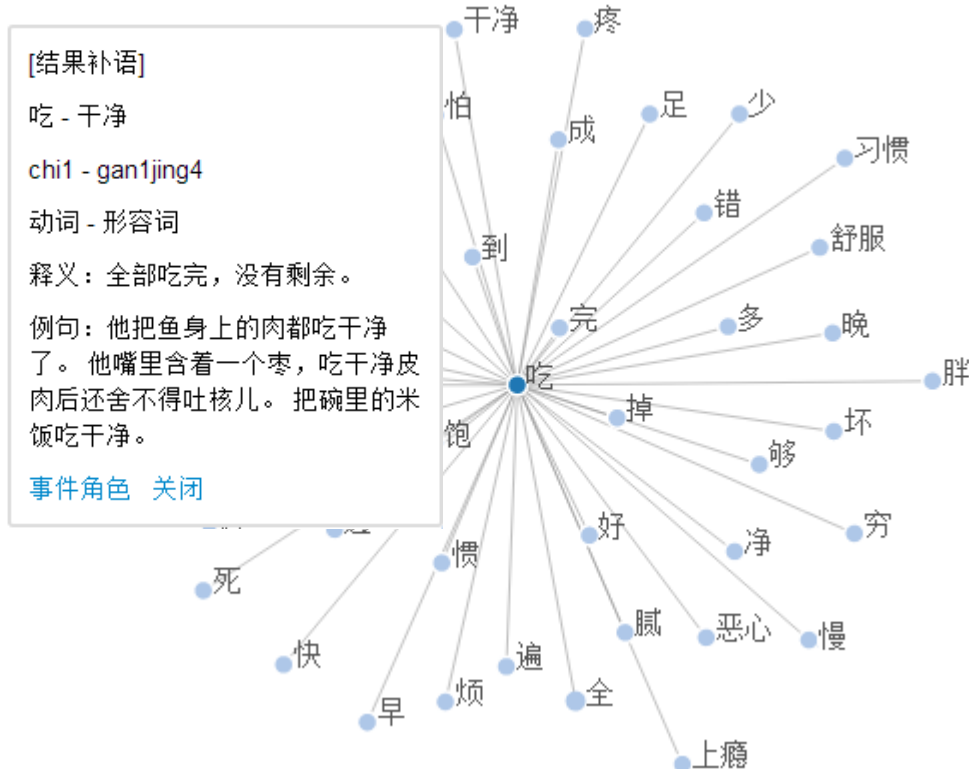 [结果补语]
吃 - 干净
chi1 - gan1jing4
动词 - 形容词
释义：全部吃完，没有剩余。
例句：他把鱼身上的肉都吃干净
了。 他嘴里含着一个枣，吃干净皮
肉后还舍不得吐核儿。 把碗里的米
饭吃干净。
事件角色 关闭
干净
疼
怕
成
足
少
习惯
错
舒服
到
完
多
晚
吃
胖
掉
坏
饱
够
好
净
穷
惯
死
腻
恶心
慢
快
遍
烦
全
早
上瘾